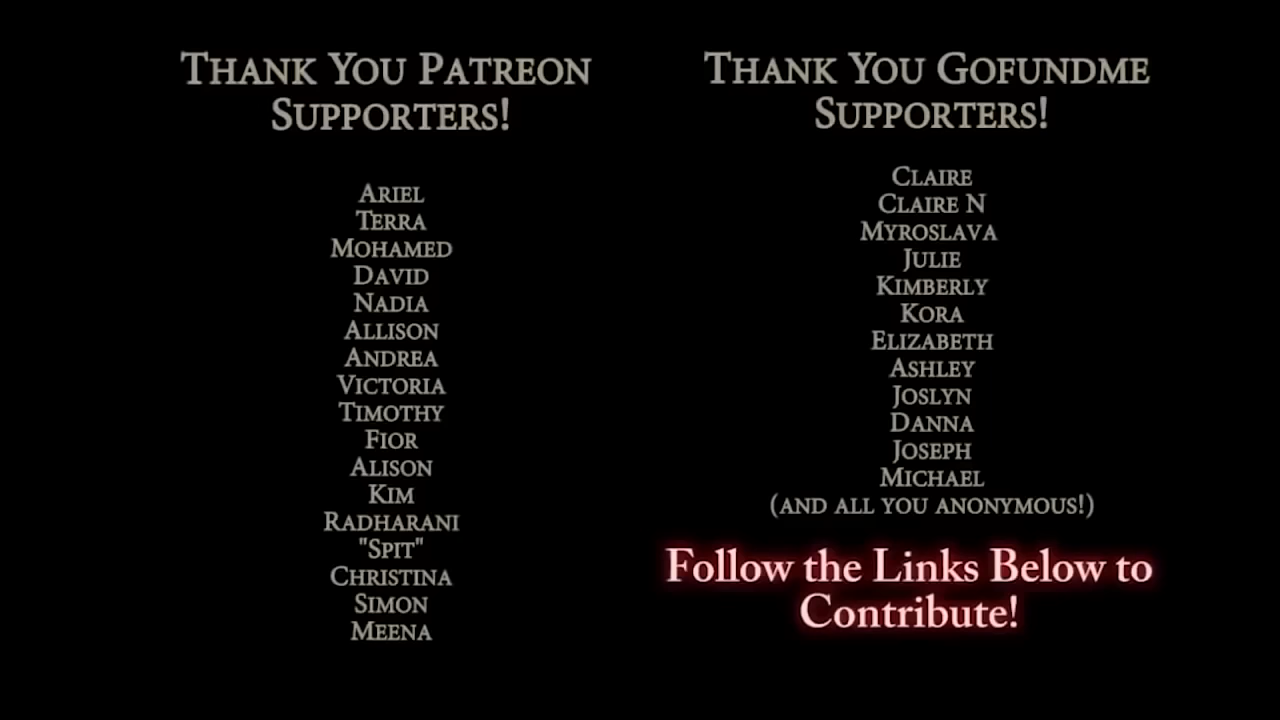 Thank You Patreon
Supporters!
Ariel
Terra
Mohamed
David
Nadia
Allison
Andrea
Victoria
Timothy
Fior
Alison
Kim
Radharani
"Spit"
Christina
Simon
Meena
Thank You Gofundme
Supporters!
Claire
Claire N
Myroslava
Julie
Kimberly
Kora
Elizabeth
Ashley
Joslyn
Danna
Joseph
Michael
(and all you anonymous!)
Follow the Links Below to
Contribute!